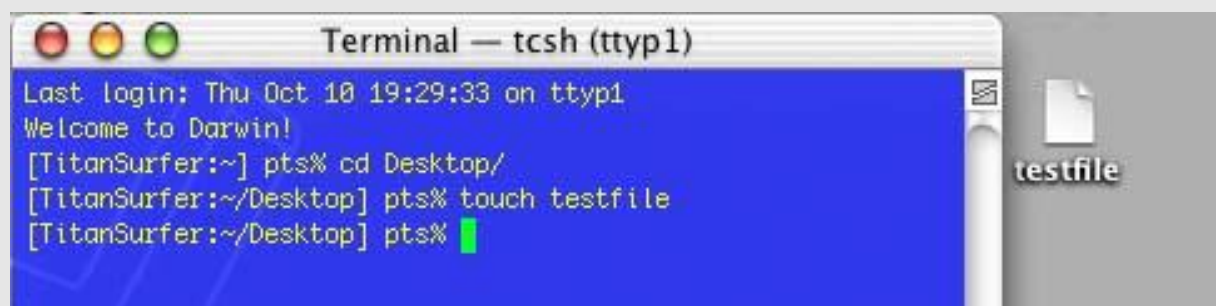 Terminal — tcsh (ttyp1)
Last login: Thu Oct 10 19:29:33 on ttyp1
Welcome to Darwin!
[TitanSurfer:~] pts% cd Desktop/
[TitanSurfer:~/Desktop] pts% touch testfile
[TitanSurfer:~/Desktop] pts%
testfile